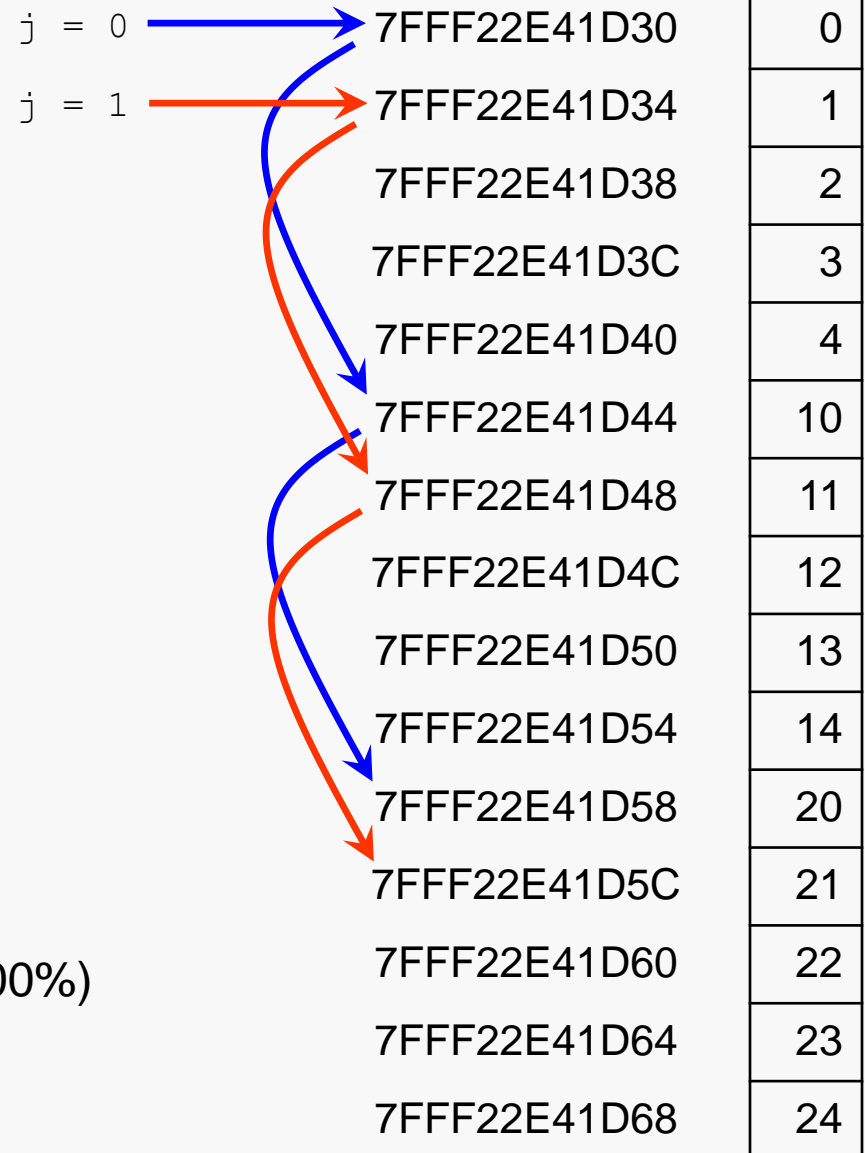 j = 0 7FFF22E41D30 0
j = 1 7FFF22E41D34 1
7FFF22E41D38 2
7FFF22E41D3C 3
7FFF22E41D40 4
7FFF22E41D44 10
7FFF22E41D48 11
7FFF22E41D4C 12
7FFF22E41D50 13
7FFF22E41D54 14
7FFF22E41D58 20
7FFF22E41D5C 21
00%) 7FFF22E41D60 22
7FFF22E41D64 23
7FFF22E41D68 24